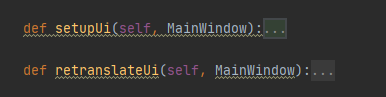 def setupUi(self, MainWindow):...
def retranslateUi(self, MainWindow):...